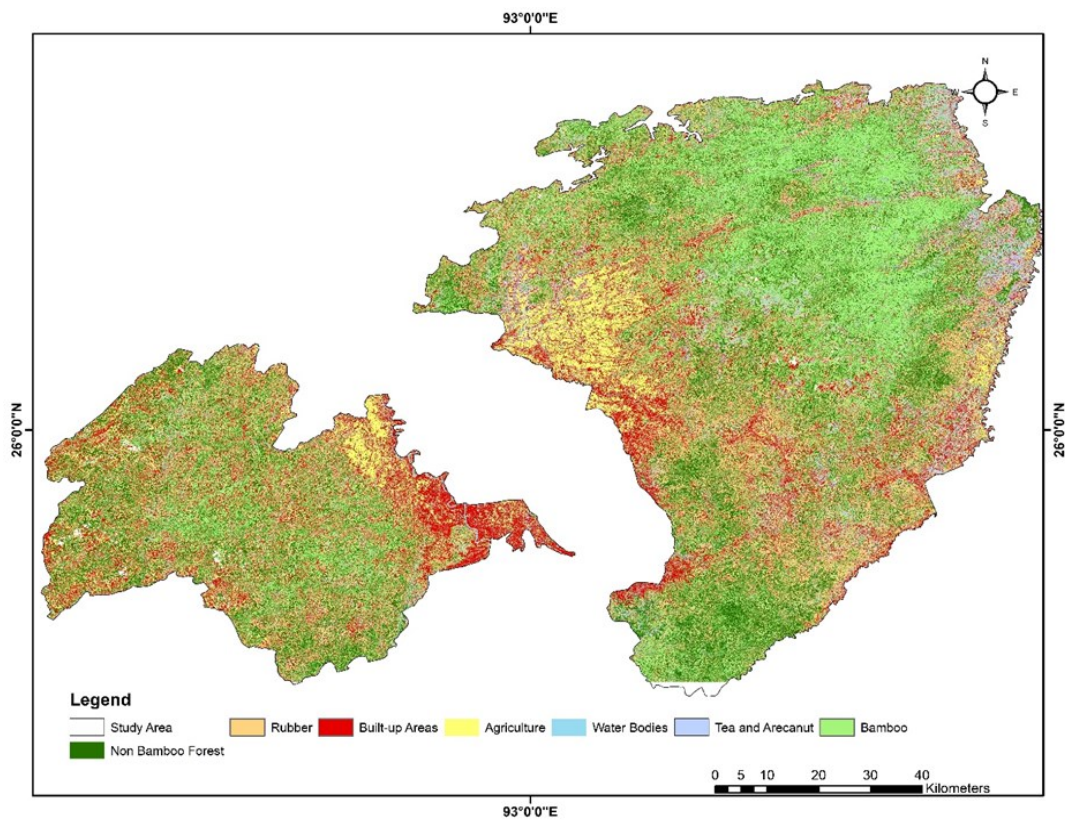 93°0'0"E
N
W E
S
26°0'0"N
26°0'0"N
Legend
Study Area Rubber Built-up Areas Agriculture Water Bodies Tea and Arecanut Bamboo
Non Bamboo Forest
0 5 10 20 30 40
Kilometers
93°0'0"E